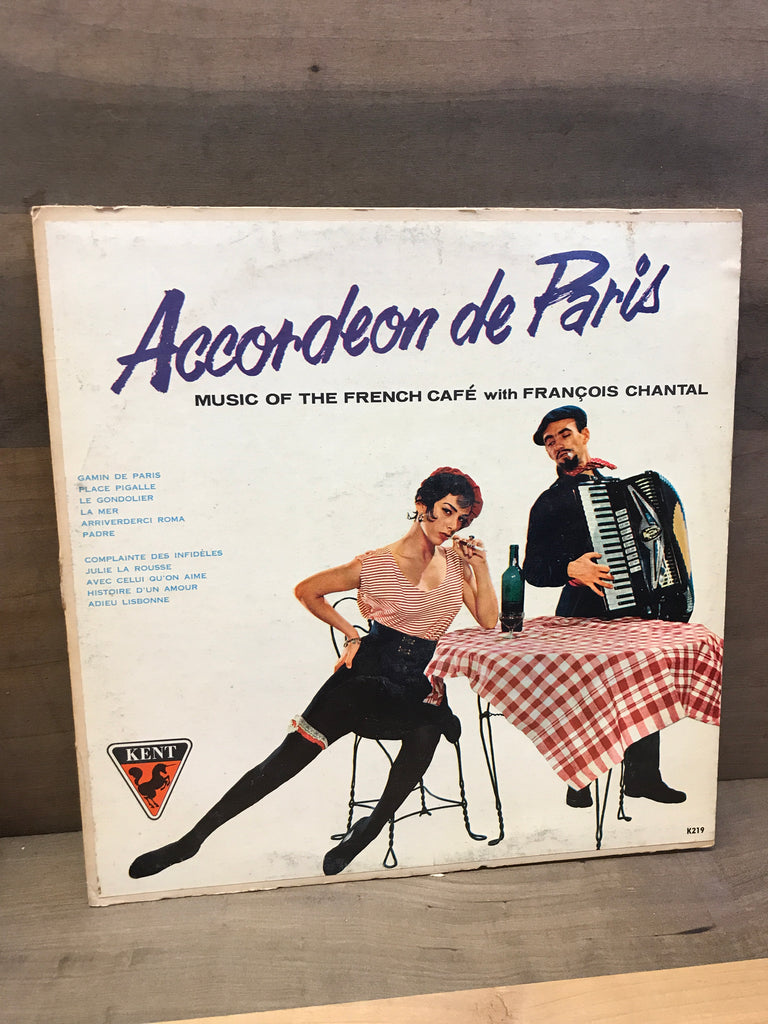 Accordeon de Paris
MUSIC OF THE FRENCH CAFÉ with FRANÇOIS CHANTAL
GAMIN DE PARIS
PLACE PIGALLE
LE GONDOLIER
LA MER
ARRIVERDERCI ROMA
PADRE
COMPLAINTE DES INFIDÈLES
JULIE LA ROUSSE
AVEC CELUI QU'ON AIME
HISTOIRE D'UN AMOUR
ADIEU LISBONNE
KENT
K219